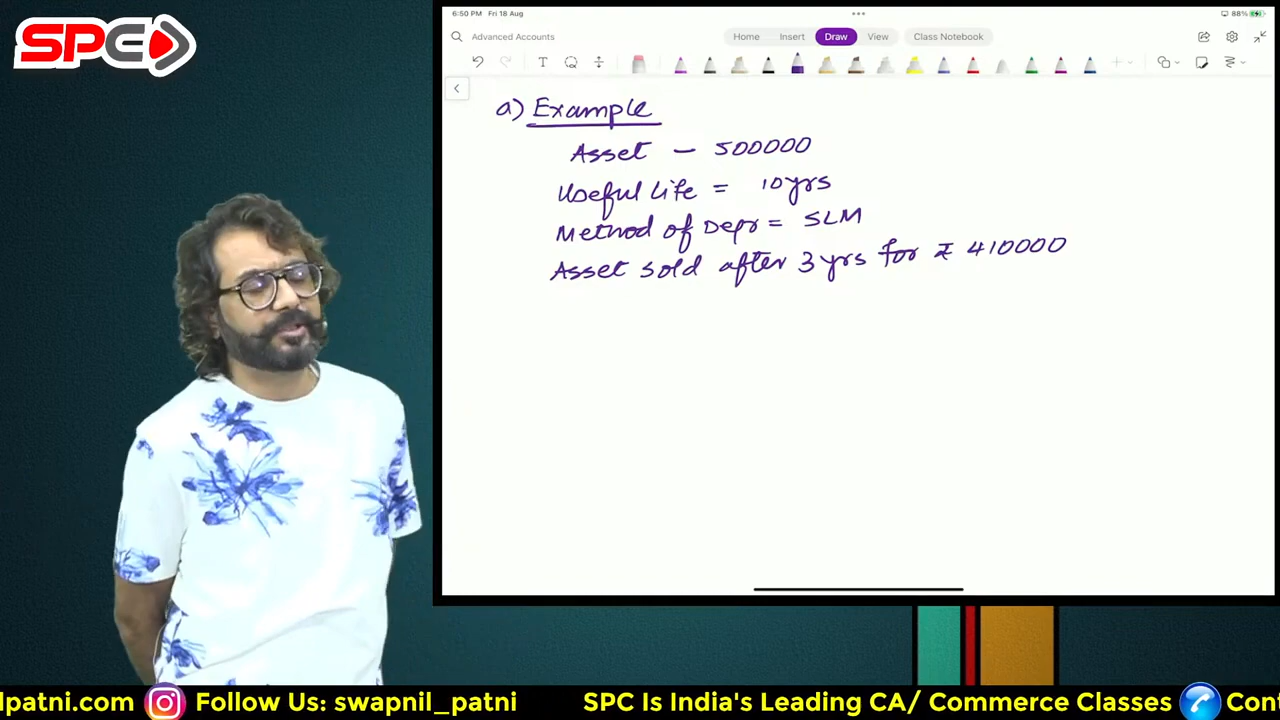 SPC
6:50 PM Fri 18 Aug
88%
Advanced Accounts
Home Insert Draw View Class Notebook
a) Example
Asset - 500000
Useful Life = 10yrs
Method of Depr = SLM
Asset sold after 3 yrs for ₹ 410000
lpatni.com Follow Us: swapnil_patni SPC Is India's Leading CA/ Commerce Classes Con